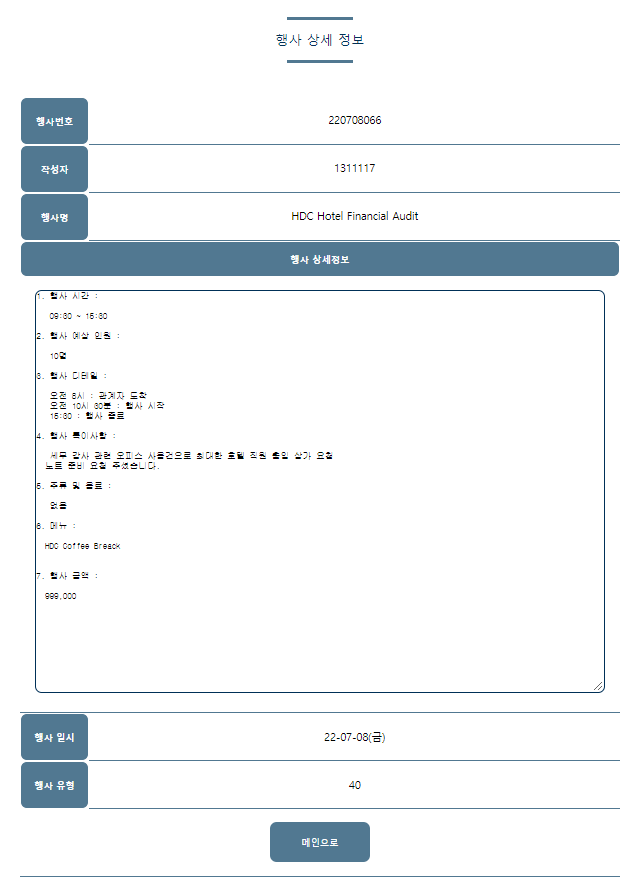 행사 상세 정보
행사번호 220708066
작성자 1311117
행사명 HDC Hotel Financial Audit
행사 상세정보
1. 행사 시간 :
09:30 ~ 15:30
2. 행사 예상 인원 :
10명
3. 행사 디테일 :
오전 8시 : 관계자 도착
오전 10시 30분 : 행사 시작
15:30 : 행사 종료
4. 행사 특이사항 :
세무 감사 관련 오피스 사용건으로 최대한 호텔 직원 출입 삼가 요청
노트 준비 요청 주셨습니다.
5. 주류 및 음료 :
없음
6. 메뉴 :
HDC Coffee Breack
7. 행사 금액 :
999,000
행사 일시 22-07-08(금)
행사 유형 40
메인으로